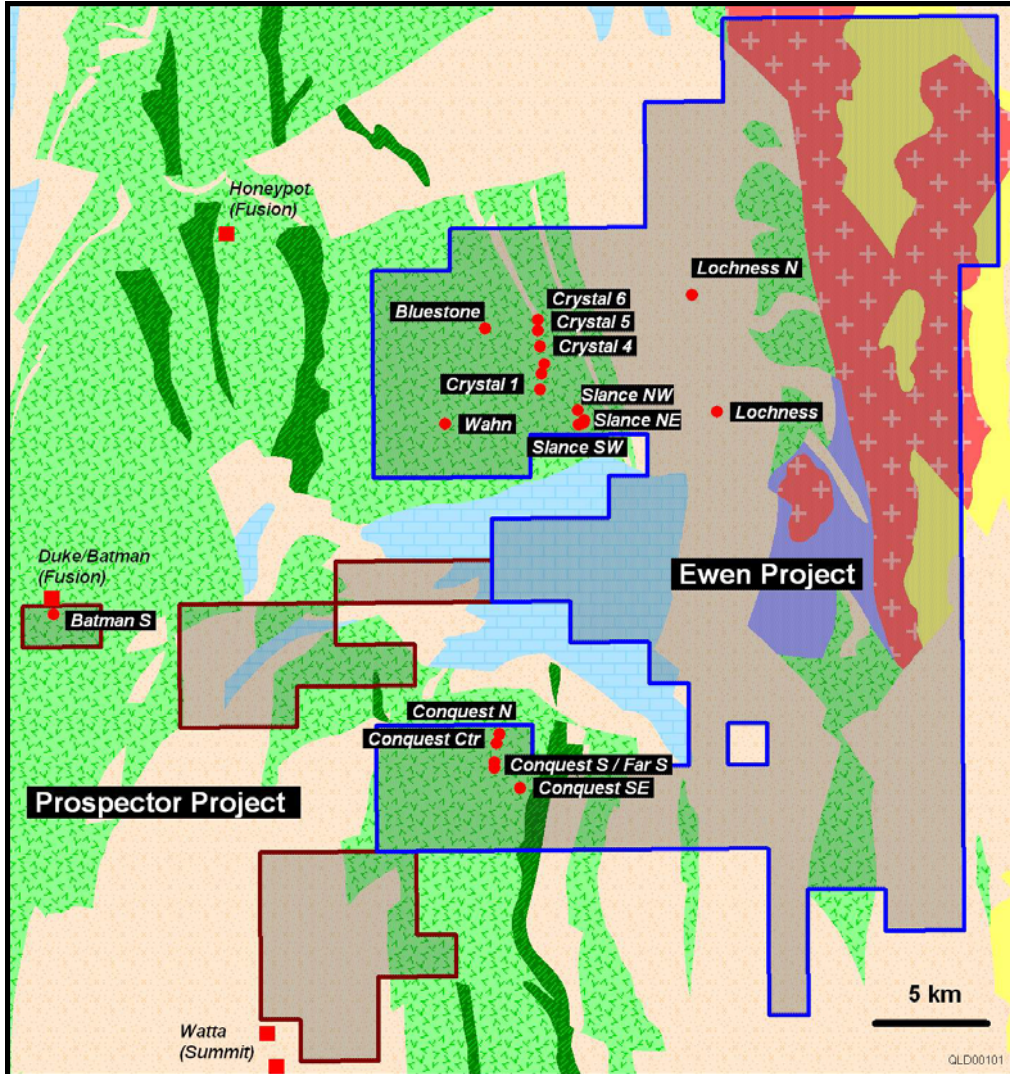 Honeypot
(Fusion)
Lochness N
Crystal 6
Bluestone
Crystal 5
Crystal 4
Crystal 1
Slance NW
Lochness
Wahn
Slance NE
Slance SW
Duke/Batman
(Fusion)
Ewen Project
Batman S
Conquest N
Conquest Ctr
Conquest S / Far S
Conquest SE
Prospector Project
5 km
Watta
(Summit)
QLD00101